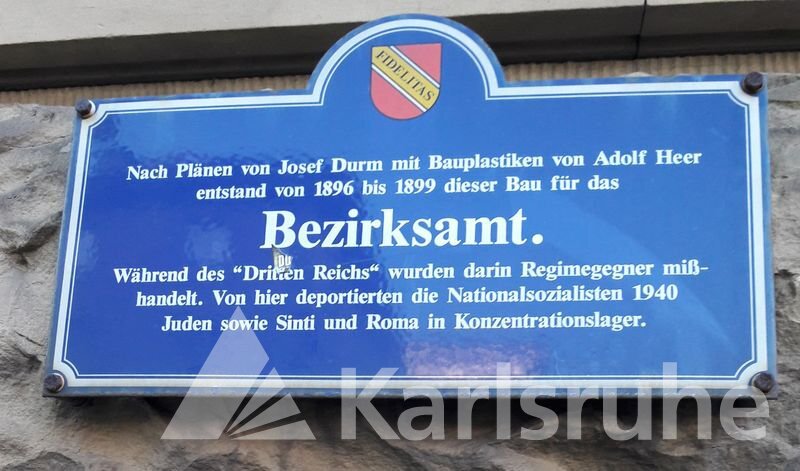 FIDELITAS
Nach Plänen von Josef Durm mit Bauplastiken von Adolf Heer
entstand von 1896 bis 1899 dieser Bau für das
Bezirksamt.
Während des “Dritten Reichs“ wurden darin Regimegegner miß-
handelt. Von hier deportierten die Nationalsozialisten 1940
Juden sowie Sinti und Roma in Konzentrationslager.
Karlsruhe